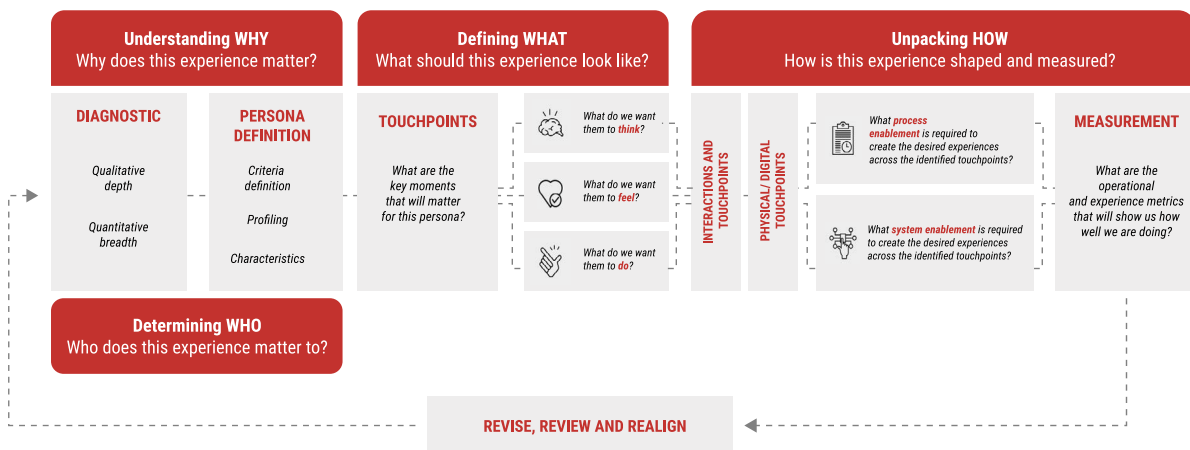 Understanding WHY
Why does this experience matter?
Defining WHAT
What should this experience look like?
Unpacking HOW
How is this experience shaped and measured?
DIAGNOSTIC
Qualitative
depth
Quantitative
breadth
PERSONA
DEFINITION
Criteria
definition
Profiling
Characteristics
TOUCHPOINTS
What are the
key moments
that will matter
for this persona?
What do we want
them to think?
What do we want
them to feel?
What do we want
them to do?
INTERACTIONS AND
TOUCHPOINTS
PHYSICAL/ DIGITAL
TOUCHPOINTS
What process
enablement is required to
create the desired experiences
across the identified touchpoints?
What system enablement is required
to create the desired experiences
across the identified touchpoints?
MEASUREMENT
What are the
operational
and experience metrics
that will show us how
well we are doing?
Determining WHO
Who does this experience matter to?
REVISE, REVIEW AND REALIGN